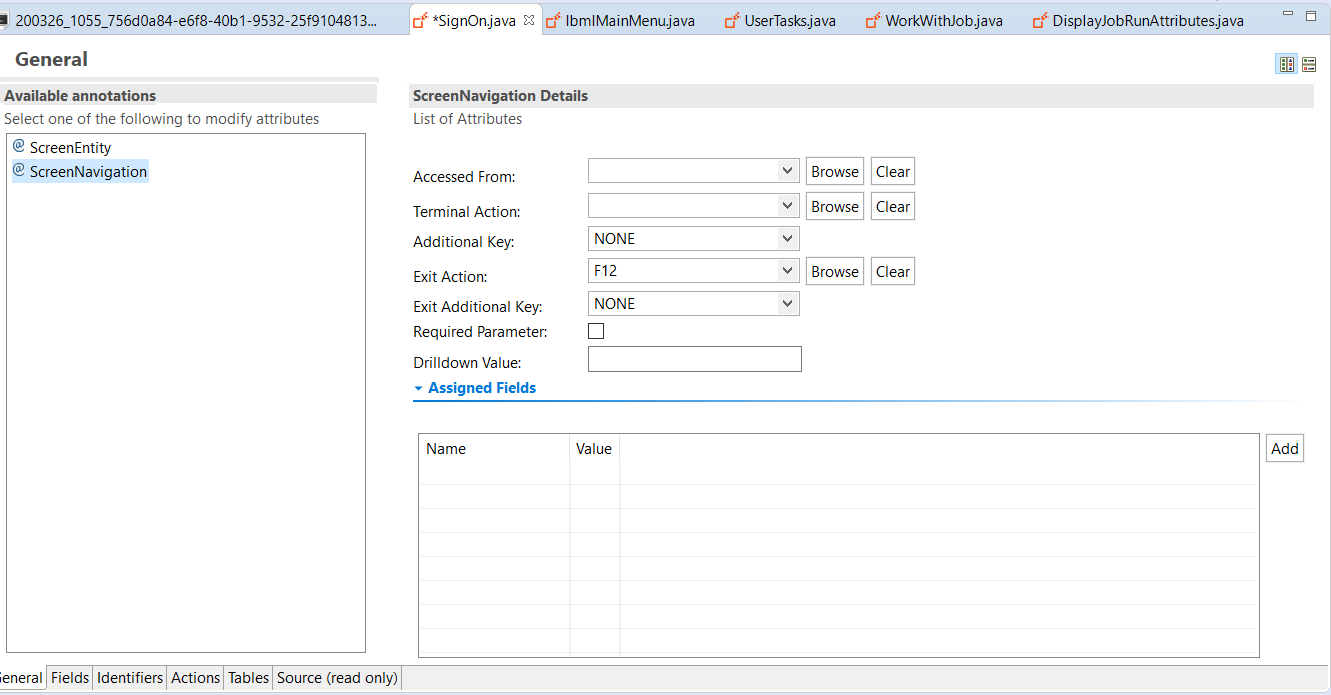 200326_1055_756d0a84-e6f8-40b1-9532-25f9104813... *SignOn.java IbmIMainMenu.java UserTasks.java WorkWithJob.java DisplayJobRunAttributes.java
General
Available annotations
Select one of the following to modify attributes
@ ScreenEntity
@ ScreenNavigation
ScreenNavigation Details
List of Attributes
Accessed From: Browse Clear
Terminal Action: Browse Clear
Additional Key: NONE
Exit Action: F12 Browse Clear
Exit Additional Key: NONE
Required Parameter:
Drilldown Value:
Assigned Fields
Name Value Add
General Fields Identifiers Actions Tables Source (read only)